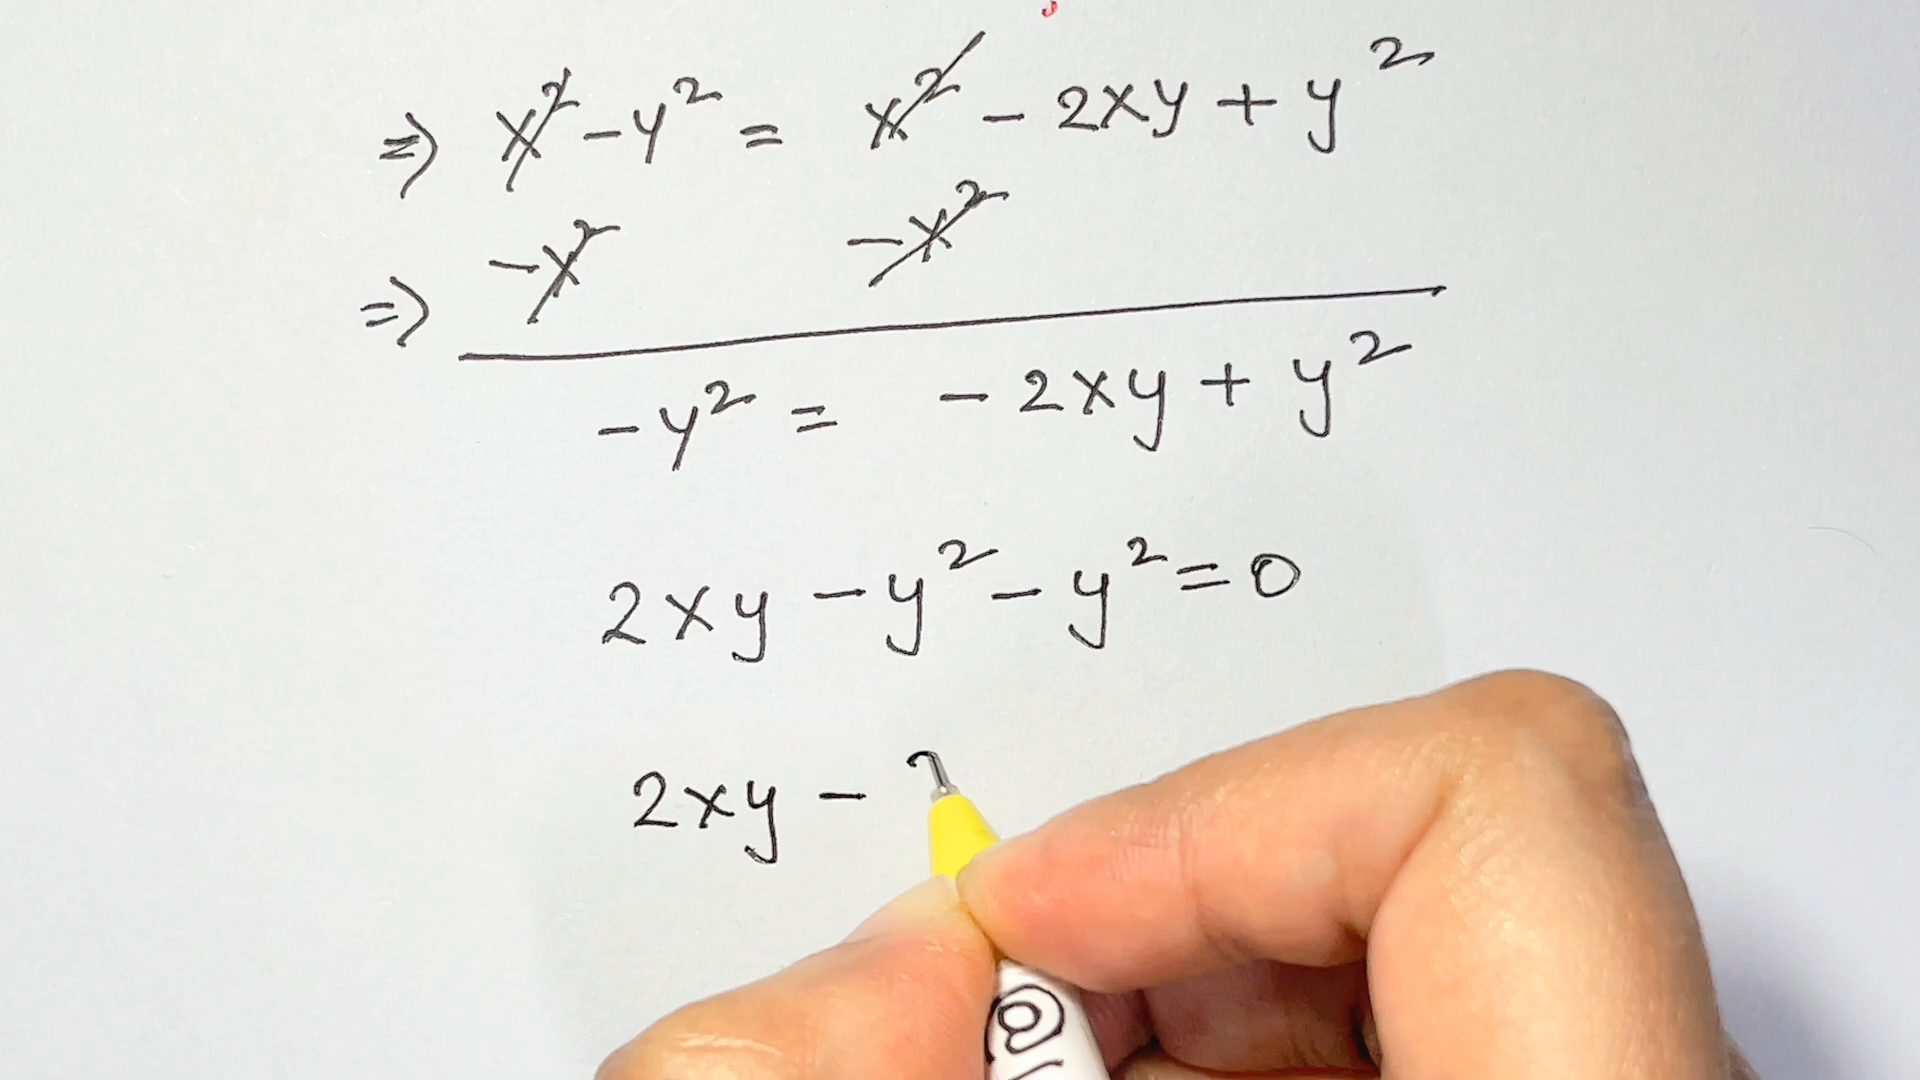 ⇒ x² - y² = x² - 2xy + y²
⇒ -x² -x²
-y² = - 2xy + y²
2xy - y² - y² = 0
2xy -
@